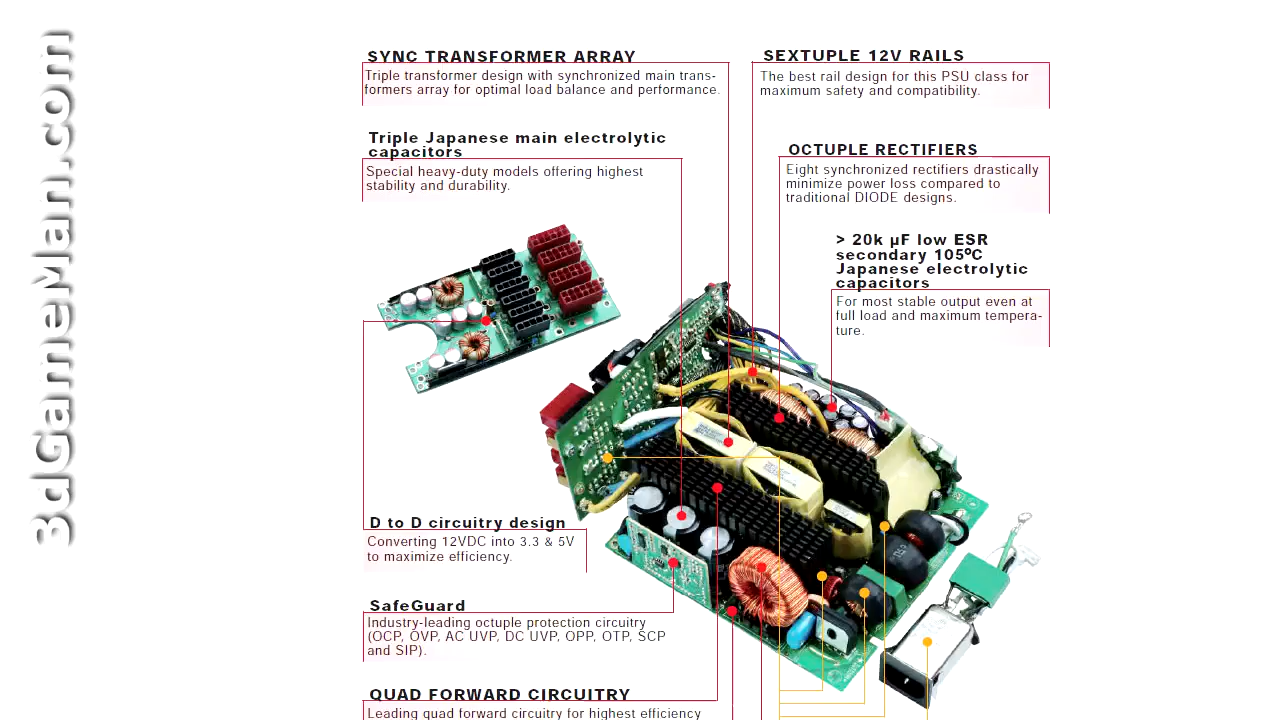 3dGameMan.com
SYNC TRANSFORMER ARRAY
Triple transformer design with synchronized main trans-
formers array for optimal load balance and performance.
Triple Japanese main electrolytic
capacitors
Special heavy-duty models offering highest
stability and durability.
D to D circuitry design
Converting 12VDC into 3.3 & 5V
to maximize efficiency.
SafeGuard
Industry-leading octuple protection circuitry
(OCP, OVP, AC UVP, DC UVP, OPP, OTP, SCP
and SIP).
QUAD FORWARD CIRCUITRY
Leading quad forward circuitry for highest efficiency
SEXTUPLE 12V RAILS
The best rail design for this PSU class for
maximum safety and compatibility.
OCTUPLE RECTIFIERS
Eight synchronized rectifiers drastically
minimize power loss compared to
traditional DIODE designs.
> 20k µF low ESR
secondary 105ºC
Japanese electrolytic
capacitors
For most stable output even at
full load and maximum tempera-
ture.